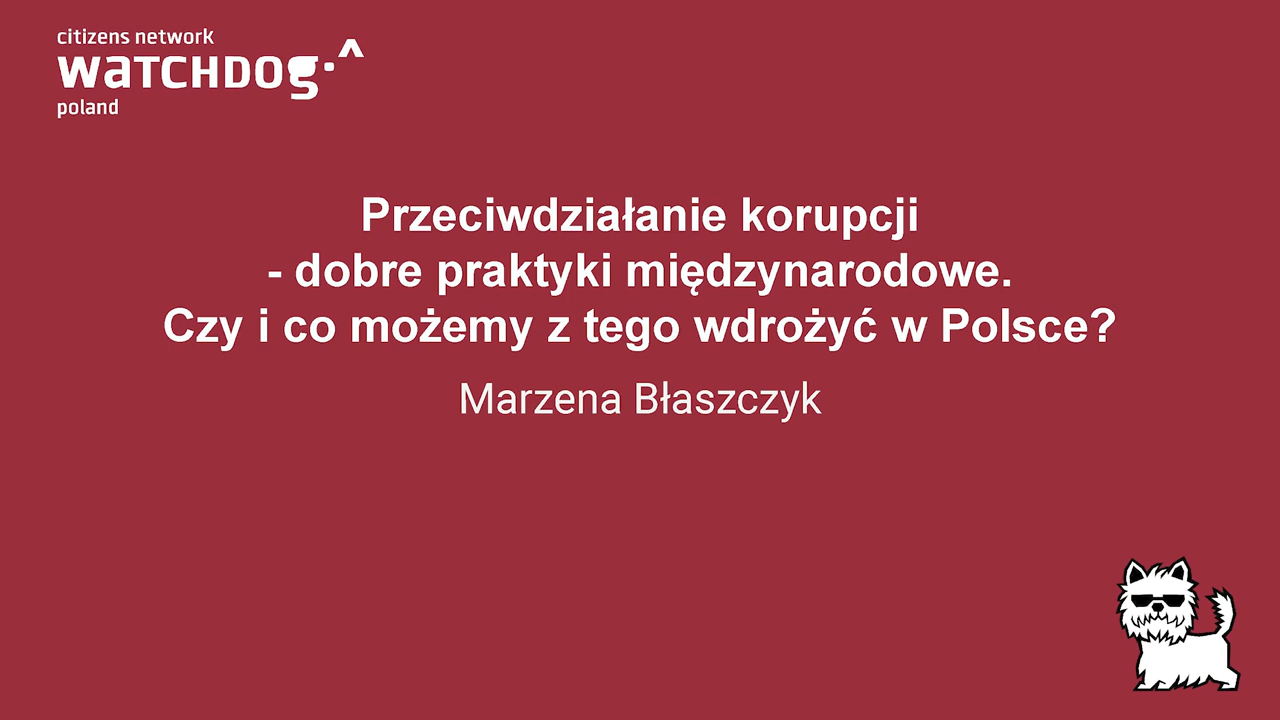 citizens network
WATCHDOG
poland
Przeciwdziałanie korupcji
- dobre praktyki międzynarodowe.
Czy i co możemy z tego wdrożyć w Polsce?
Marzena Błaszczyk